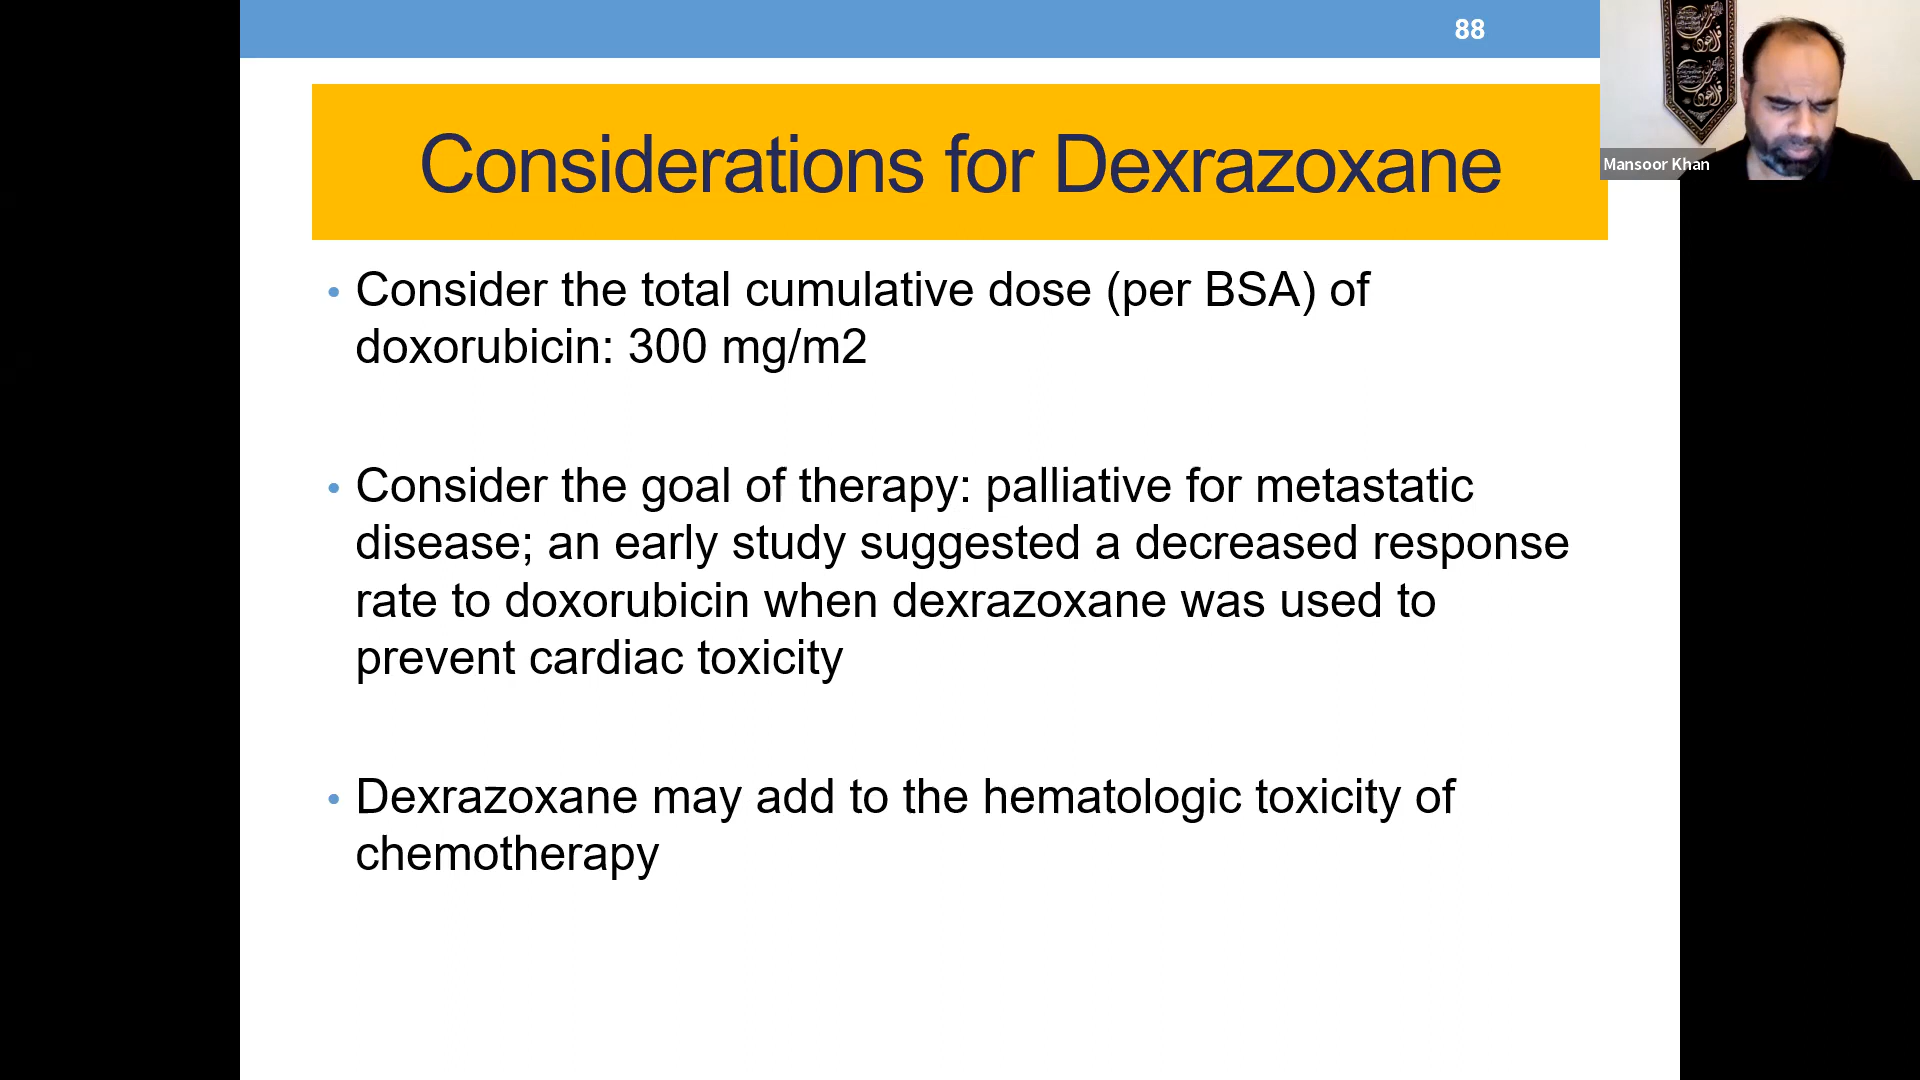 88
Considerations for Dexrazoxane
Mansoor Khan
• Consider the total cumulative dose (per BSA) of
doxorubicin: 300 mg/m2
• Consider the goal of therapy: palliative for metastatic
disease; an early study suggested a decreased response
rate to doxorubicin when dexrazoxane was used to
prevent cardiac toxicity
• Dexrazoxane may add to the hematologic toxicity of
chemotherapy